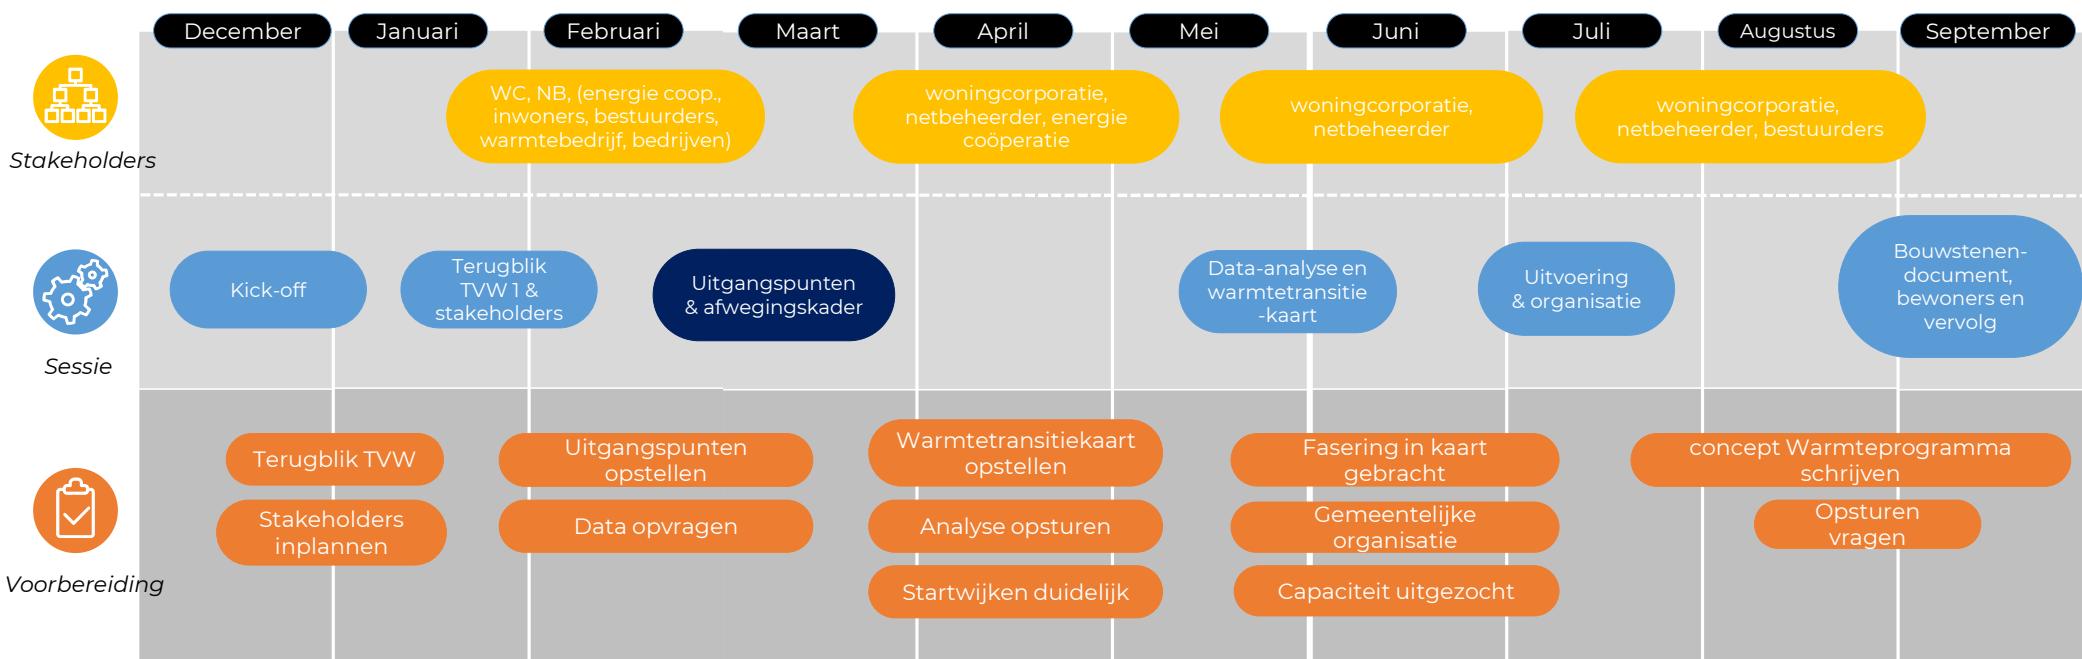 December
Januari
Februari
Maart
April
Mei
Juni
Juli
Augustus
September
Stakeholders
WC, NB, (energie coop.,
inwoners, bestuurders,
warmtebedrijf, bedrijven)
woningcorporatie,
netbeheerder, energie
coöperatie
woningcorporatie,
netbeheerder
woningcorporatie,
netbeheerder, bestuurders
Sessie
Kick-off
Terugblik
TVW 1 &
stakeholders
Uitgangspunten
& afwegingskader
Data-analyse en
warmtetransitie
-kaart
Uitvoering
& organisatie
Bouwstenen-
document,
bewoners en
vervolg
Voorbereiding
Terugblik TVW
Stakeholders
inplannen
Uitgangspunten
opstellen
Data opvragen
Warmtetransitiekaart
opstellen
Analyse opsturen
Startwijken duidelijk
Fasering in kaart
gebracht
Gemeentelijke
organisatie
Capaciteit uitgezocht
concept Warmteprogramma
schrijven
Opsturen
vragen